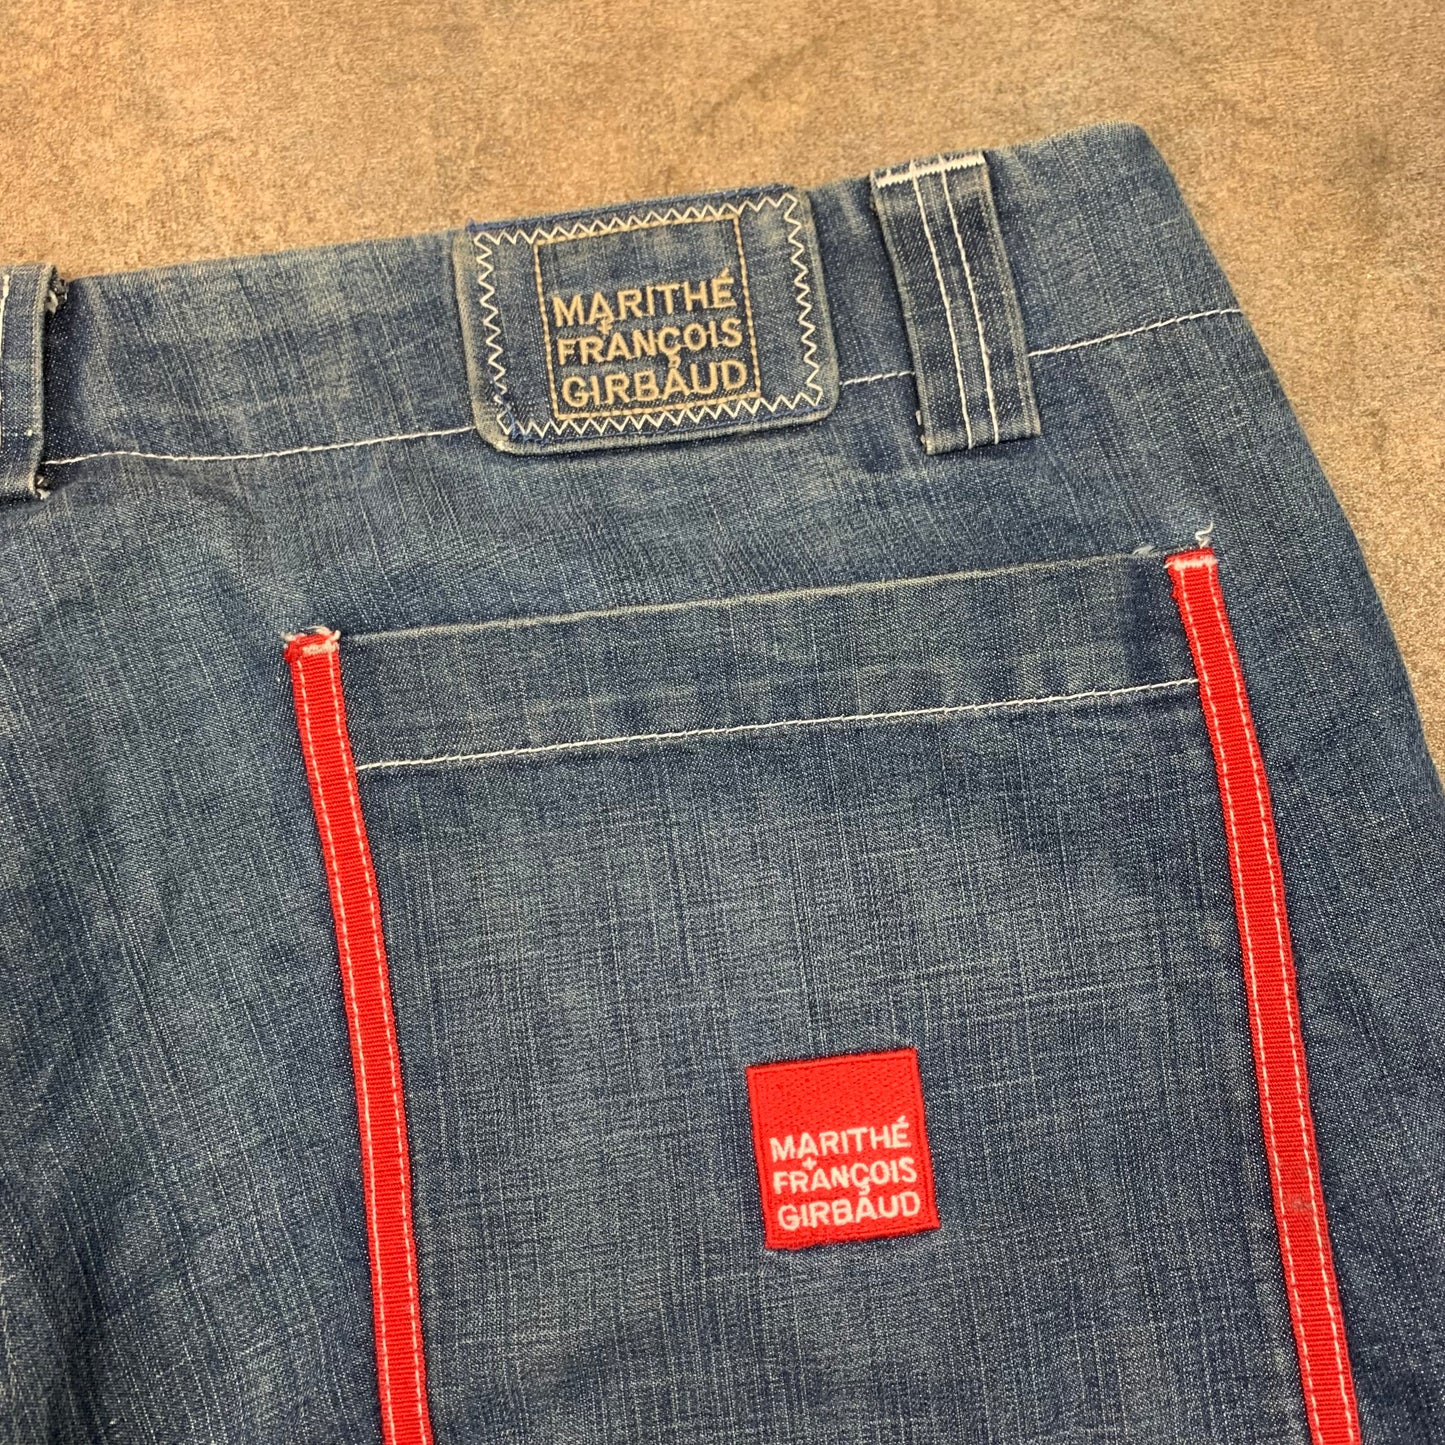 MARITHÉ
+
FRANÇOIS
GIRBAUD
MARITHÉ
+
FRANÇOIS
GIRBAUD